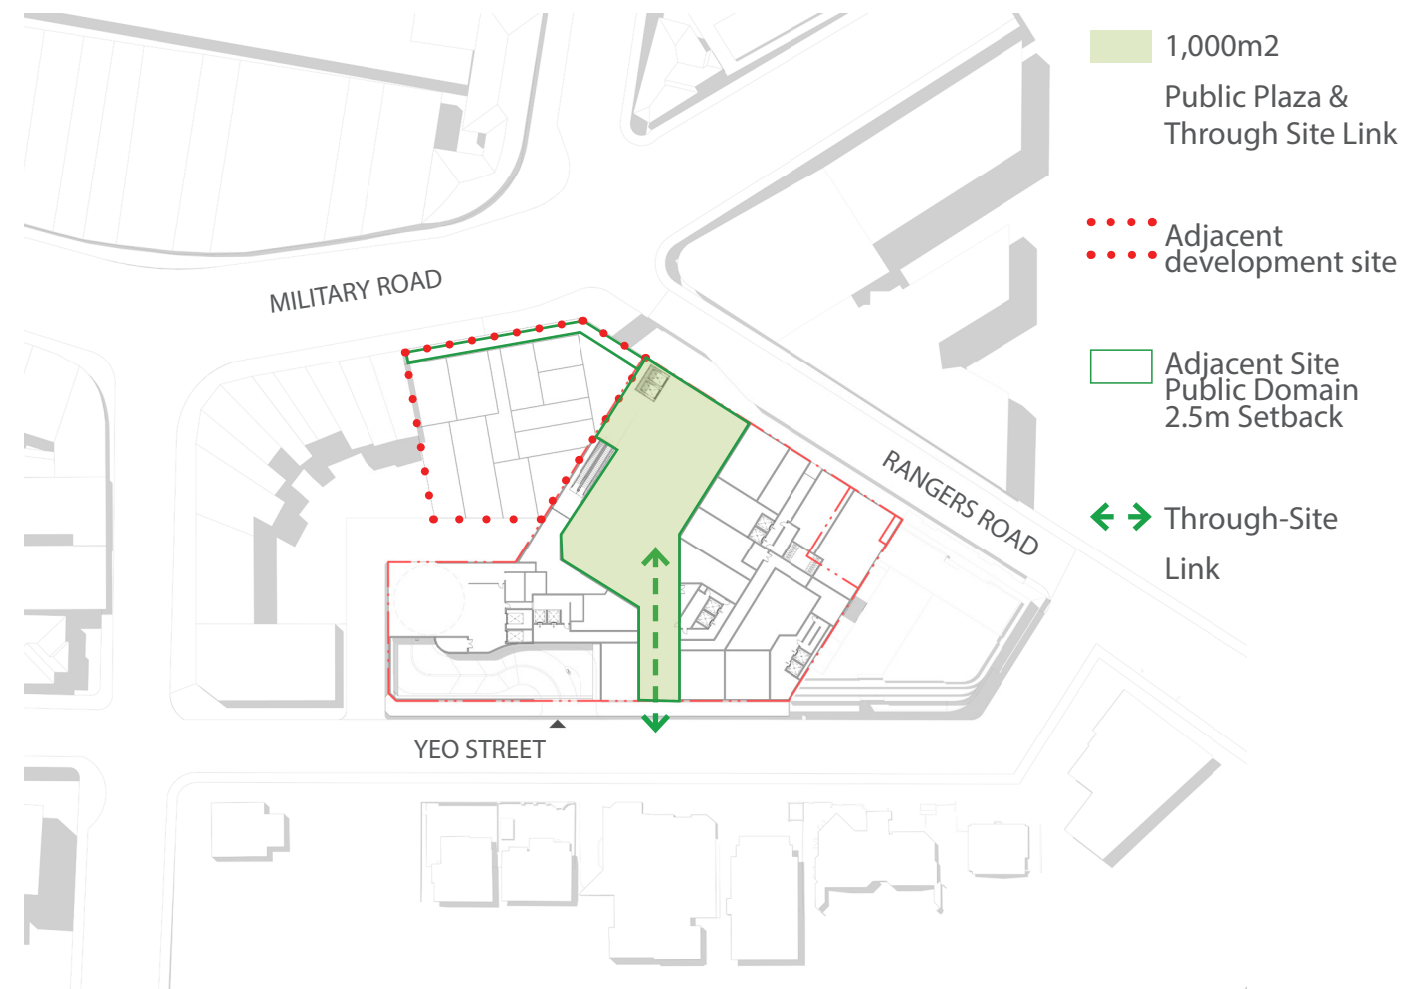 1,000m2
Public Plaza &
Through Site Link
Adjacent
development site
Adjacent Site
Public Domain
2.5m Setback
Through-Site
Link
MILITARY ROAD
RANGERS ROAD
YEO STREET